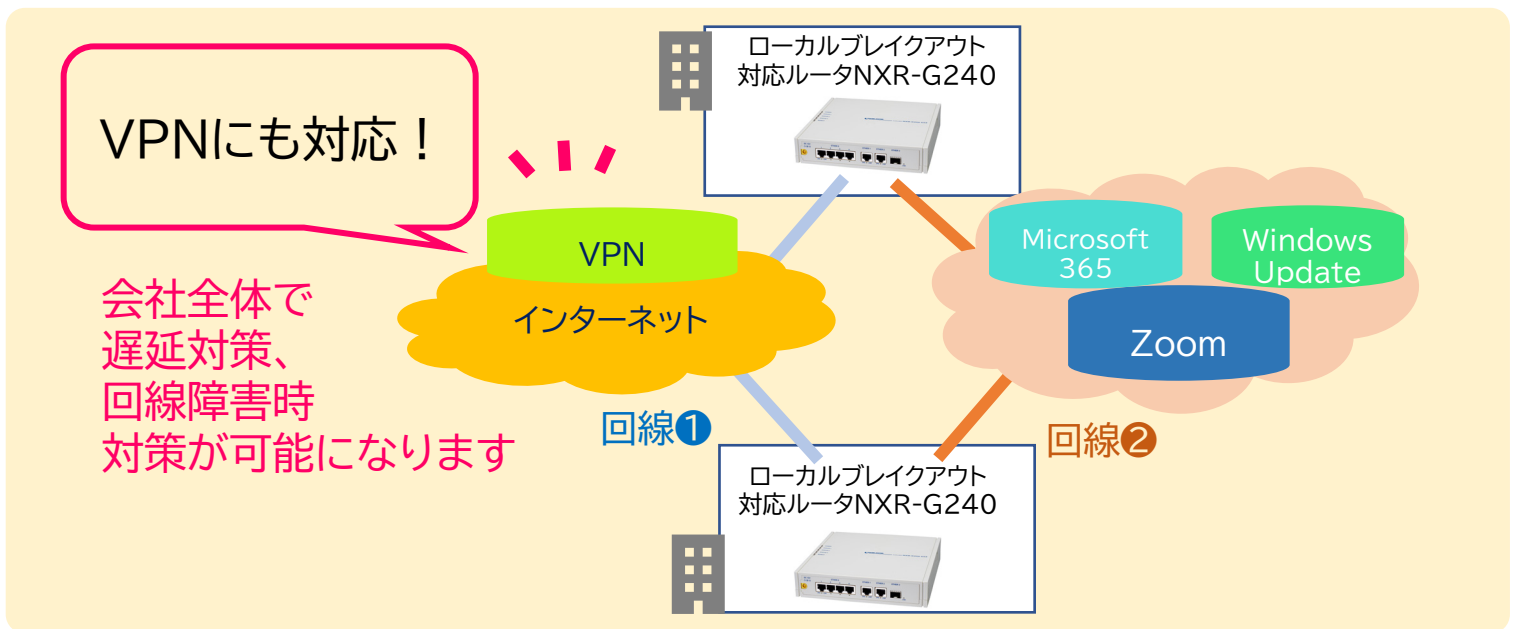 VPNにも対応！
ローカルブレイクアウト
対応ルータNXR-G240
VPN
インターネット
Microsoft
365
Windows
Update
Zoom
会社全体で
遅延対策、
回線障害時
対策が可能になります
回線❶
回線❷
ローカルブレイクアウト
対応ルータNXR-G240